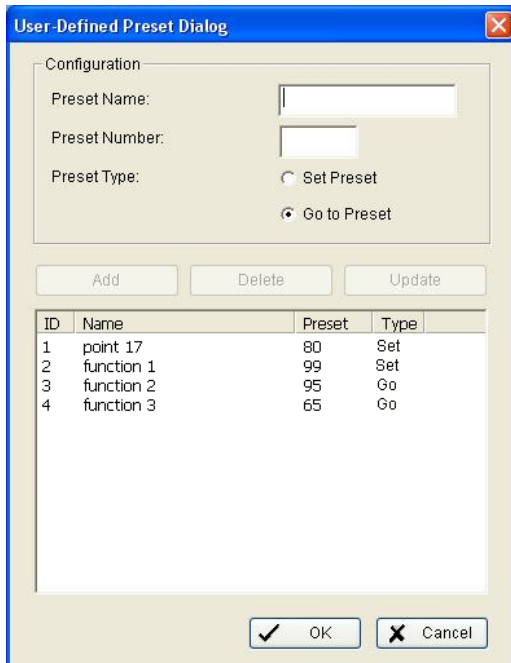 User-Defined Preset Dialog
Configuration
Preset Name:
Preset Number:
Preset Type: Set Preset
Go to Preset
Add Delete Update
ID Name Preset Type
1 point 17 80 Set
2 function 1 99 Set
3 function 2 95 Go
4 function 3 65 Go
OK Cancel